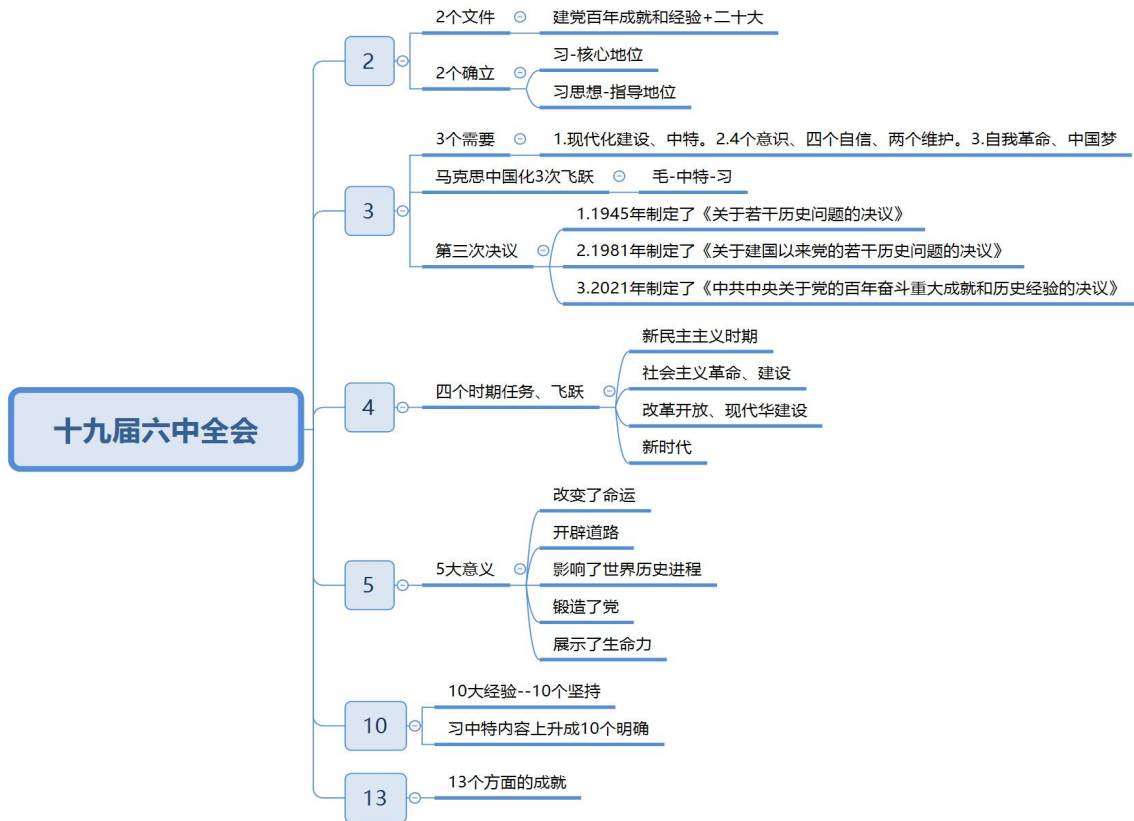 十九届六中全会
2
2个文件
建党百年成就和经验+二十大
2个确立
习-核心地位
习思想-指导地位
3
3个需要
1.现代化建设、中特。2.4个意识、四个自信、两个维护。3.自我革命、中国梦
马克思中国化3次飞跃
毛-中特-习
第三次决议
1.1945年制定了《关于若干历史问题的决议》
2.1981年制定了《关于建国以来党的若干历史问题的决议》
3.2021年制定了《中共中央关于党的百年奋斗重大成就和历史经验的决议》
4
四个时期任务、飞跃
新民主主义时期
社会主义革命、建设
改革开放、现代华建设
新时代
5
5大意义
改变了命运
开辟道路
影响了世界历史进程
锻造了党
展示了生命力
10
10大经验--10个坚持
习中特内容上升成10个明确
13
13个方面的成就